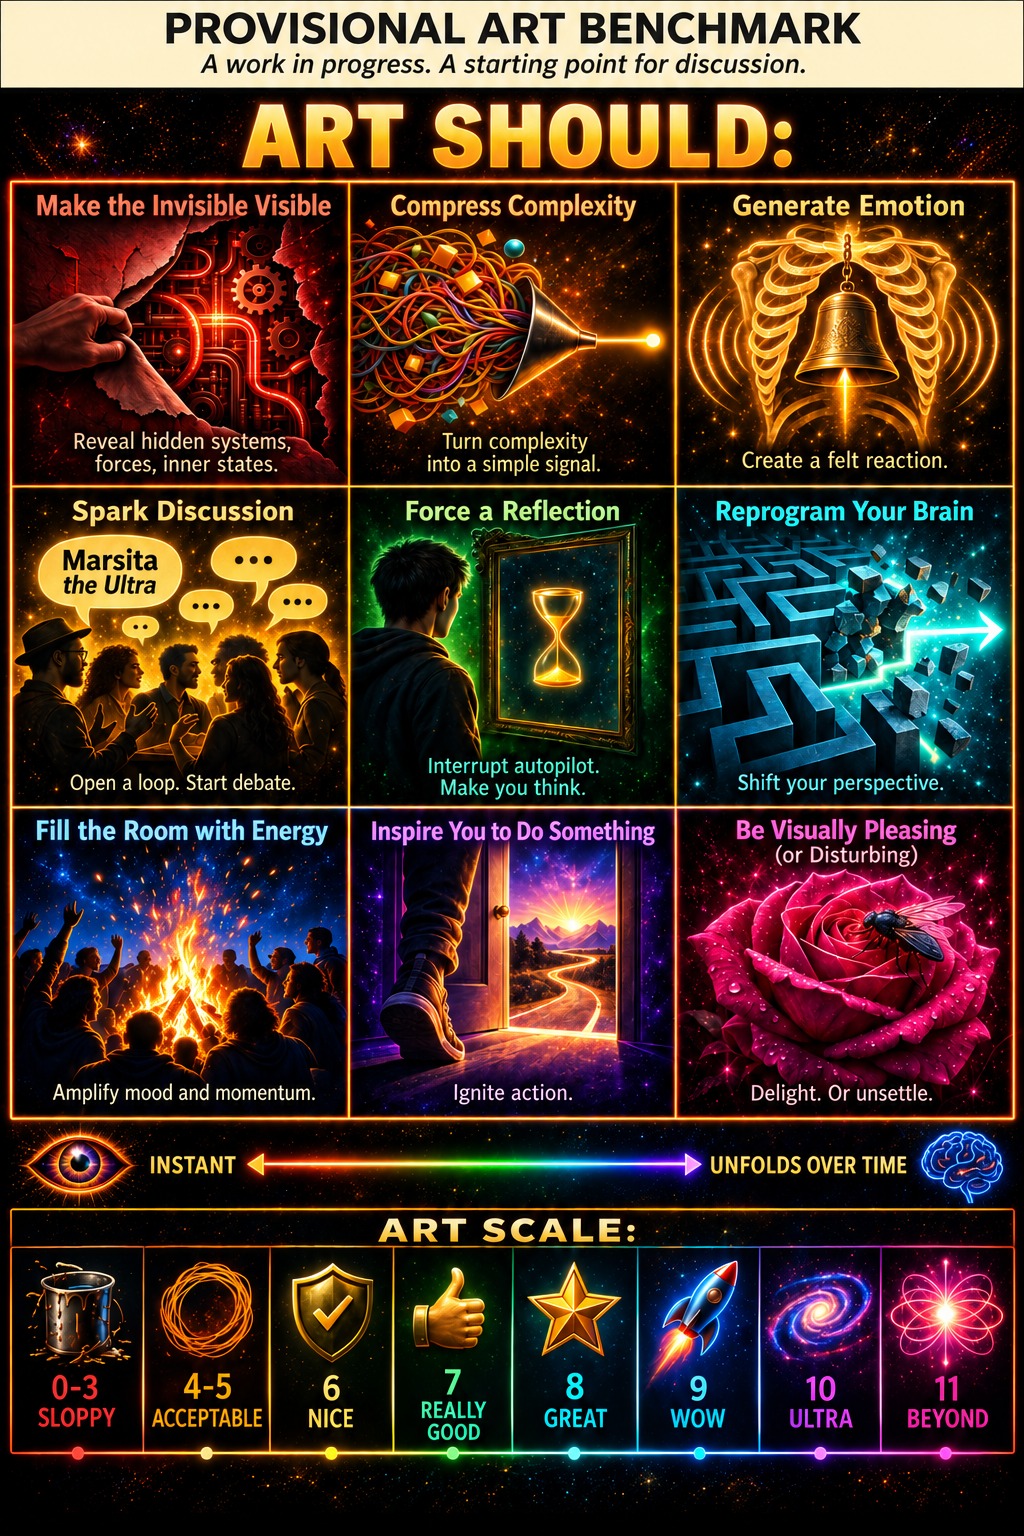 PROVISIONAL ART BENCHMARK
A work in progress. A starting point for discussion.
ART SHOULD:
Make the Invisible Visible
Reveal hidden systems,
forces, inner states.
Compress Complexity
Turn complexity
into a simple signal.
Generate Emotion
Create a felt reaction.
Spark Discussion
Marsita
the Ultra
...
...
...
..
Open a loop. Start debate.
Force a Reflection
Interrupt autopilot.
Make you think.
Reprogram Your Brain
Shift your perspective.
Fill the Room with Energy
Amplify mood and momentum.
Inspire You to Do Something
Ignite action.
Be Visually Pleasing
(or Disturbing)
Delight. Or unsettle.
INSTANT
UNFOLDS OVER TIME
ART SCALE:
0-3
SLOPPY
4-5
ACCEPTABLE
6
NICE
7
REALLY
GOOD
8
GREAT
9
WOW
10
ULTRA
11
BEYOND